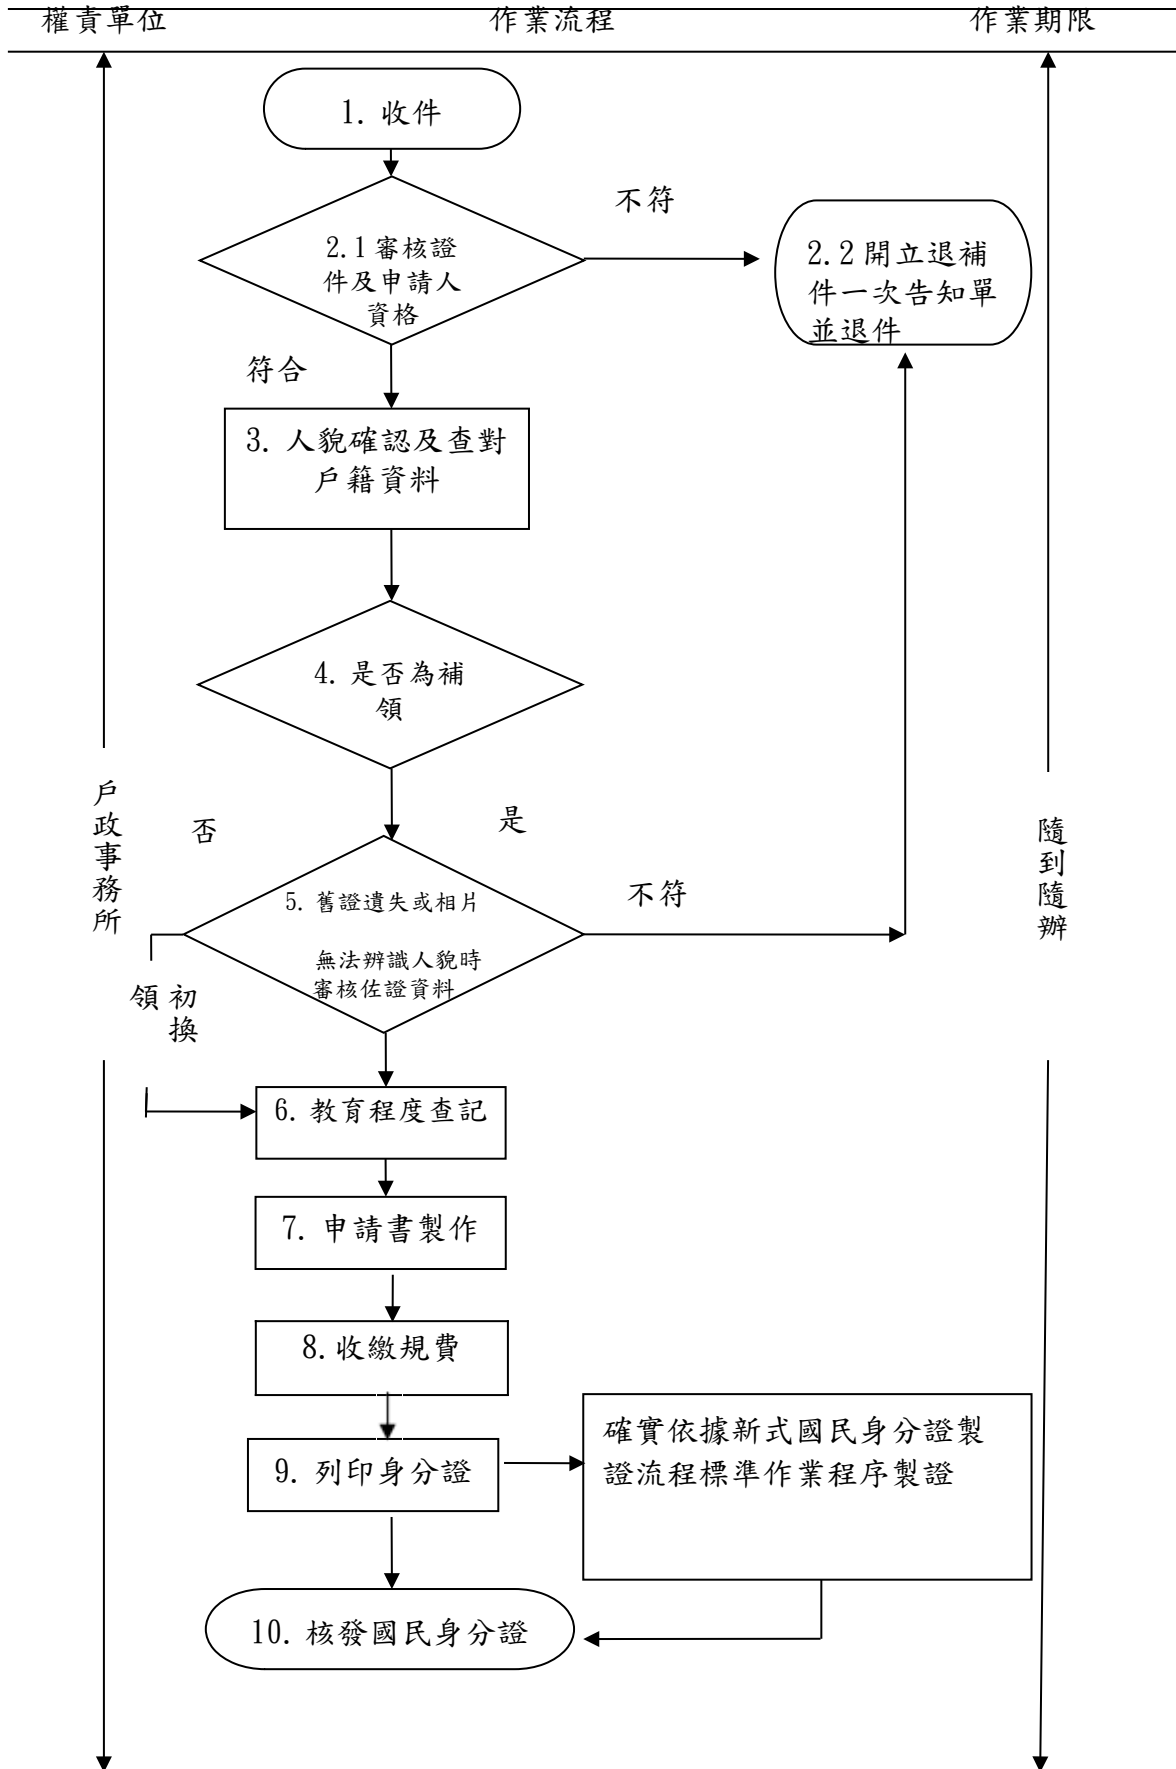 權責單位 作業流程 作業期限
1. 收件
不符
2.1審核證
件及申請人
資格
2.2開立退補
件一次告知單
並退件
符合
3. 人貌確認及查對
戶籍資料
4. 是否為補
領
戶政事務所
否
是
隨到隨辦
5. 舊證遺失或相片
無法辨識人貌時
審核佐證資料
不符
初換
領
6. 教育程度查記
7. 申請書製作
8.收繳規費
9. 列印身分證
確實依據新式國民身分證製
證流程標準作業程序製證
10. 核發國民身分證